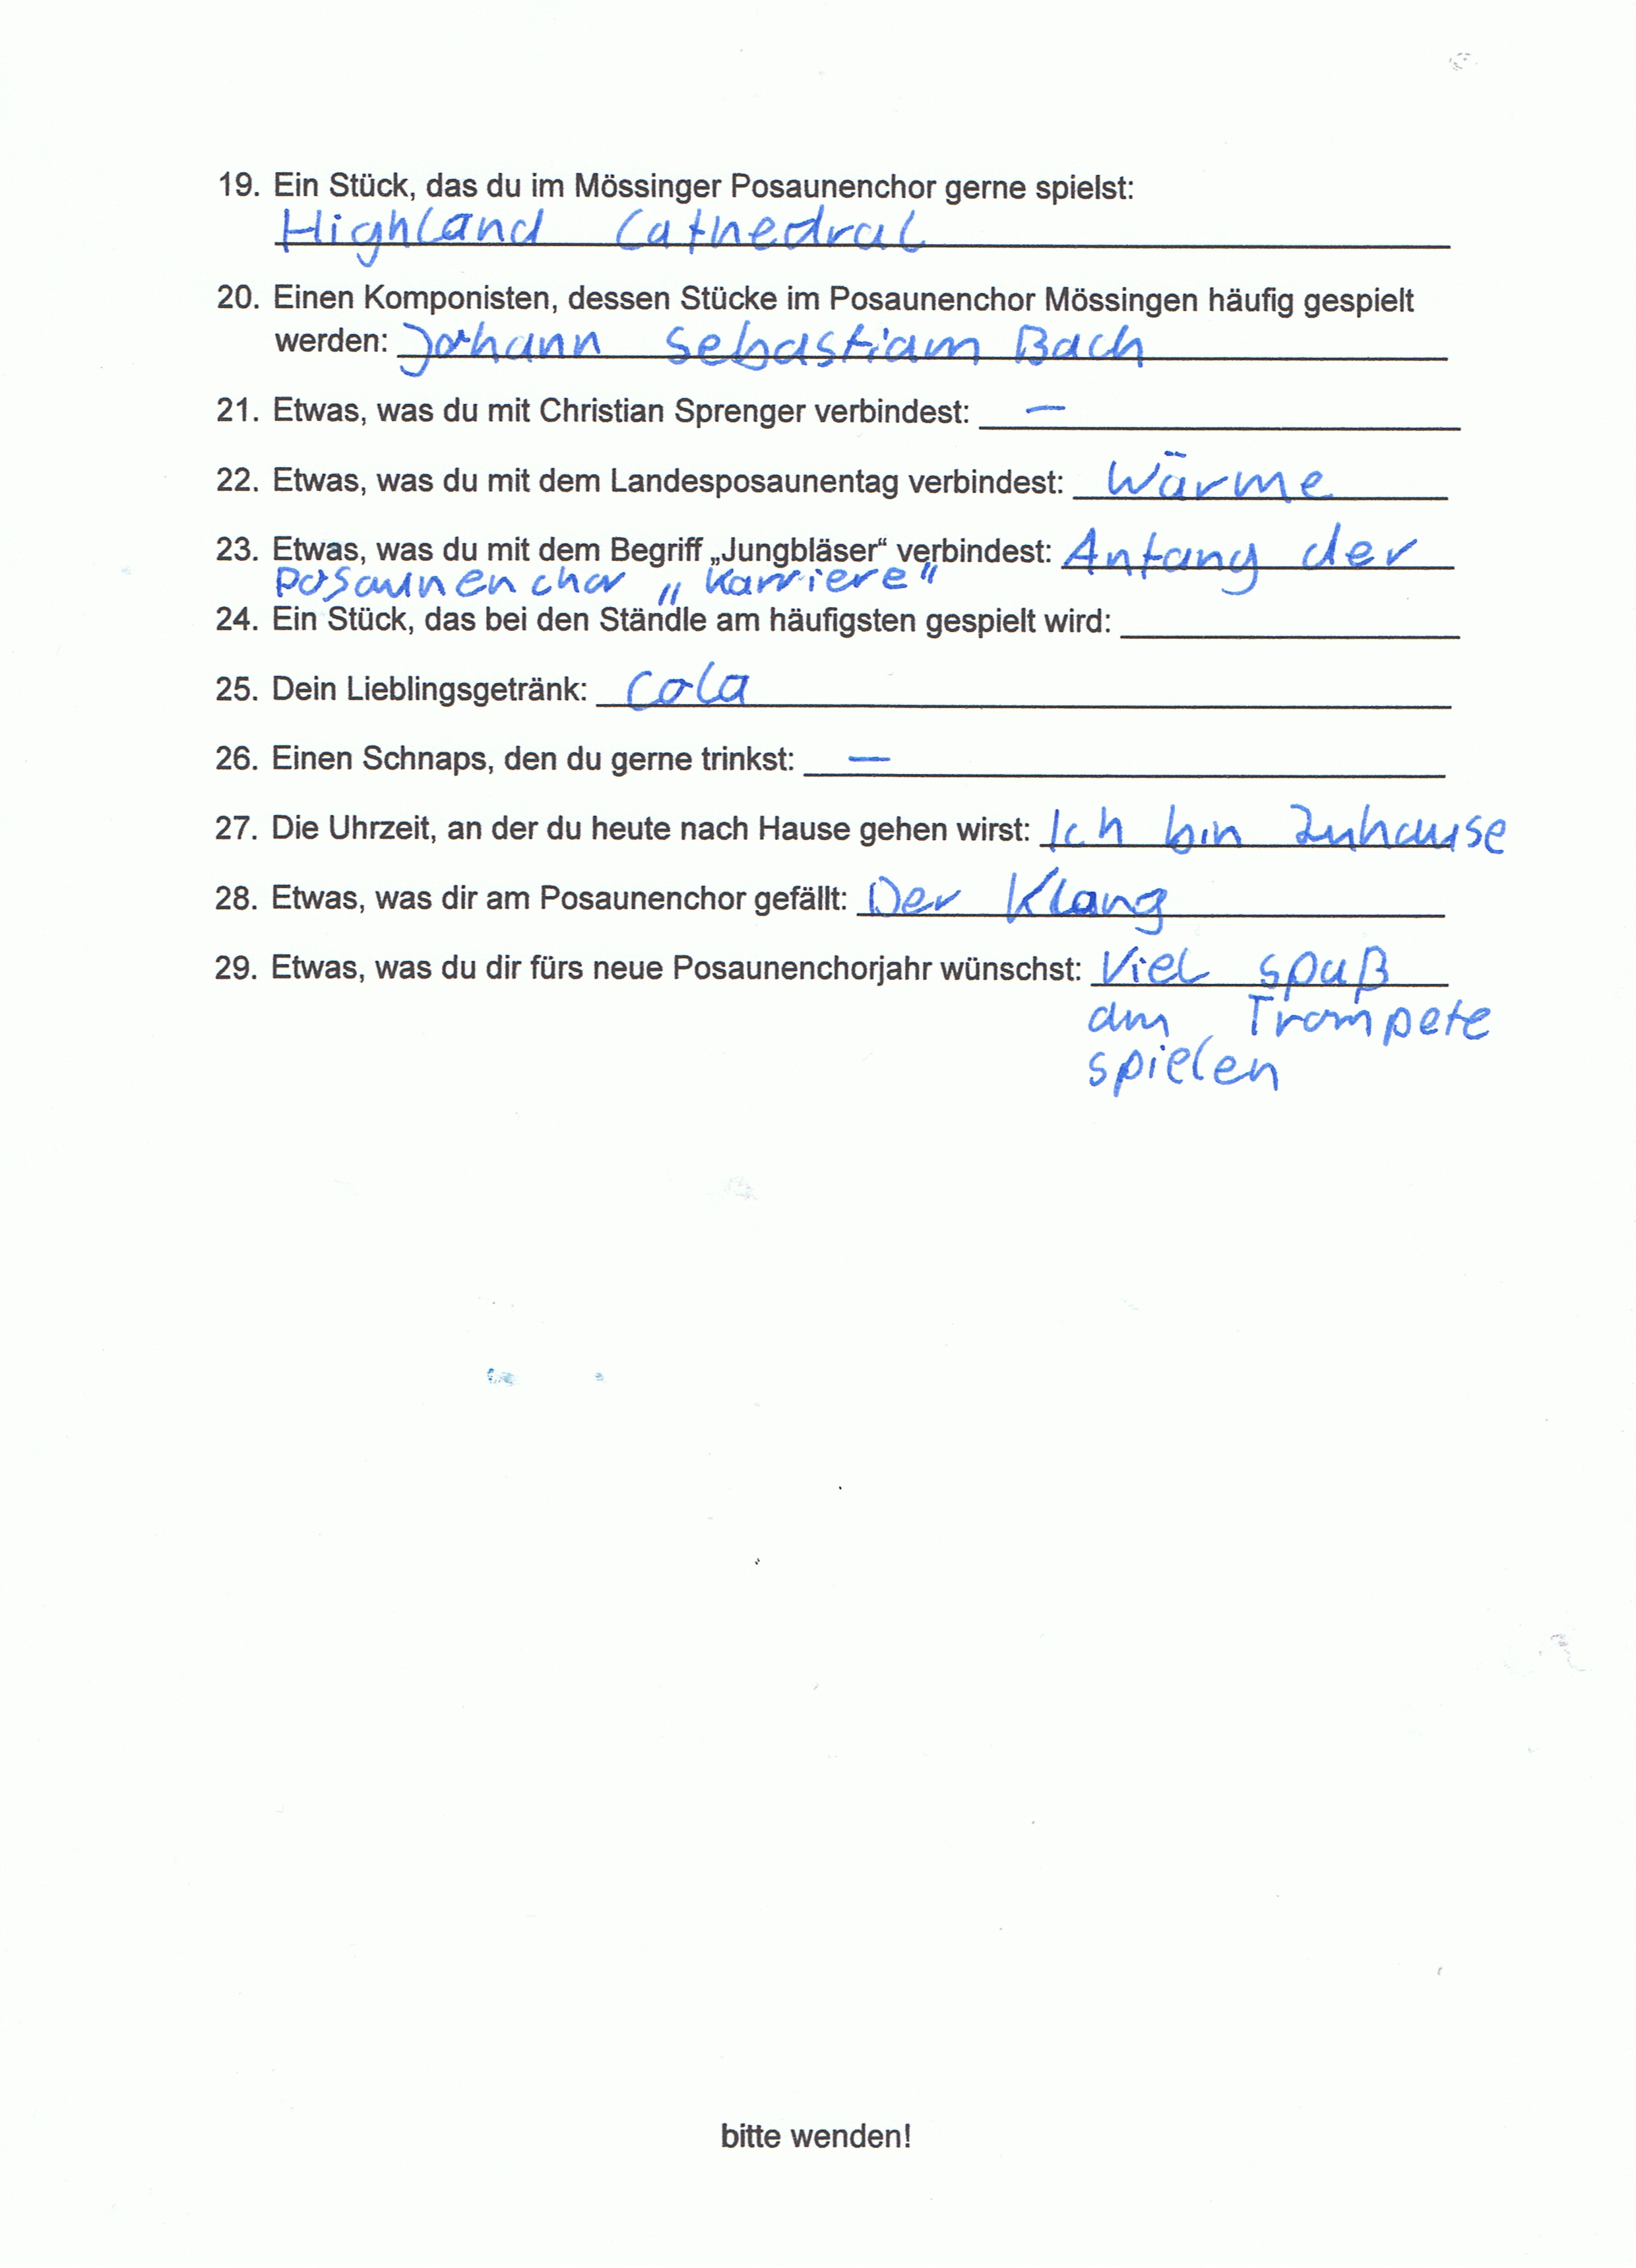 19. Ein Stück, das du im Mössinger Posaunenchor gerne spielst:
Highland Cathedral
20. Einen Komponisten, dessen Stücke im Posaunenchor Mössingen häufig gespielt
werden: Johann Sebastian Bach
21. Etwas, was du mit Christian Sprenger verbindest: —
22. Etwas, was du mit dem Landesposaunentag verbindest: Wärme
23. Etwas, was du mit dem Begriff „Jungbläser“ verbindest: Anfang der
Posaunenchor „Karriere"
24. Ein Stück, das bei den Ständle am häufigsten gespielt wird:
25. Dein Lieblingsgetränk: Cola
26. Einen Schnaps, den du gerne trinkst: —
27. Die Uhrzeit, an der du heute nach Hause gehen wirst: Ich bin Zuhause
28. Etwas, was dir am Posaunenchor gefällt: Der Klang
29. Etwas, was du dir fürs neue Posaunenchorjahr wünschst: Viel spaß
am Trompete
spielen
bitte wenden!